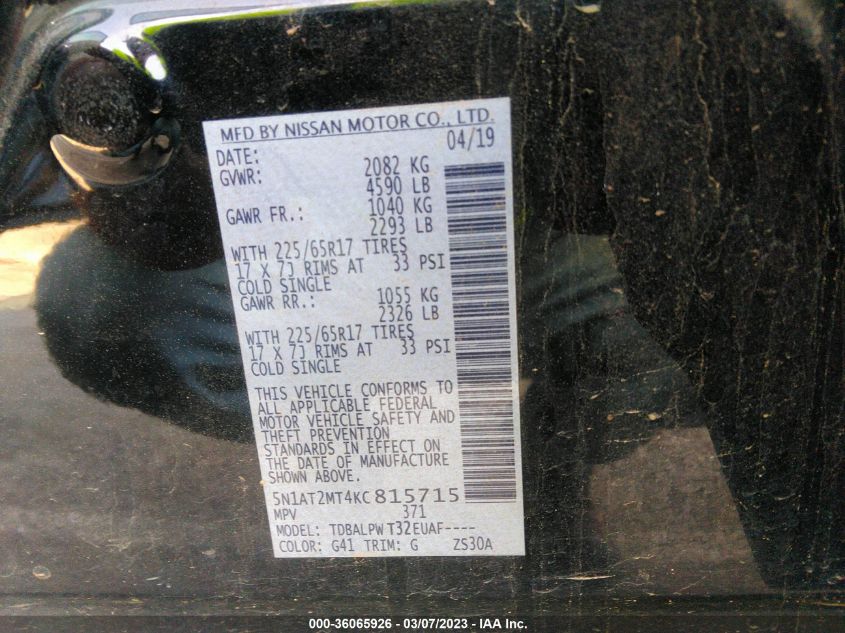 MFD BY NISSAN MOTOR CO., LTD.
DATE: 04/19
GVWR: 2082 KG
4590 LB
GAWR FR.: 1040 KG
2293 LB
WITH 225/65R17 TIRES
17 X 7J RIMS AT 33 PSI
COLD SINGLE
GAWR RR.: 1055 KG
2326 LB
WITH 225/65R17 TIRES
17 X 7J RIMS AT 33 PSI
COLD SINGLE
THIS VEHICLE CONFORMS TO
ALL APPLICABLE FEDERAL
MOTOR VEHICLE SAFETY AND
THEFT PREVENTION
STANDARDS IN EFFECT ON
THE DATE OF MANUFACTURE
SHOWN ABOVE.
5N1AT2MT4KC815715
MPV 371
MODEL: TDBALPW T32EUAF----
COLOR: G41 TRIM: G ZS30A
000-36065926 - 03/07/2023 - IAA Inc.